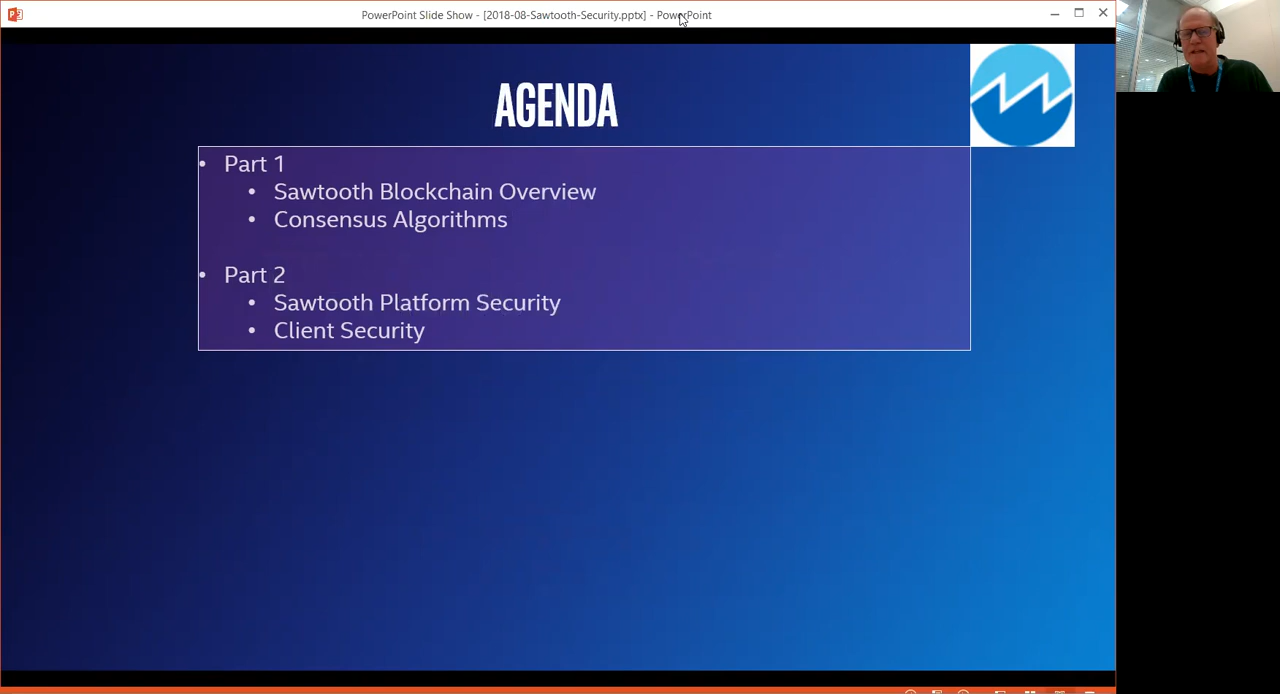 PowerPoint Slide Show - [2018-08-Sawtooth-Security.pptx] - PowerPoint
AGENDA
• Part 1
• Sawtooth Blockchain Overview
• Consensus Algorithms
• Part 2
• Sawtooth Platform Security
• Client Security